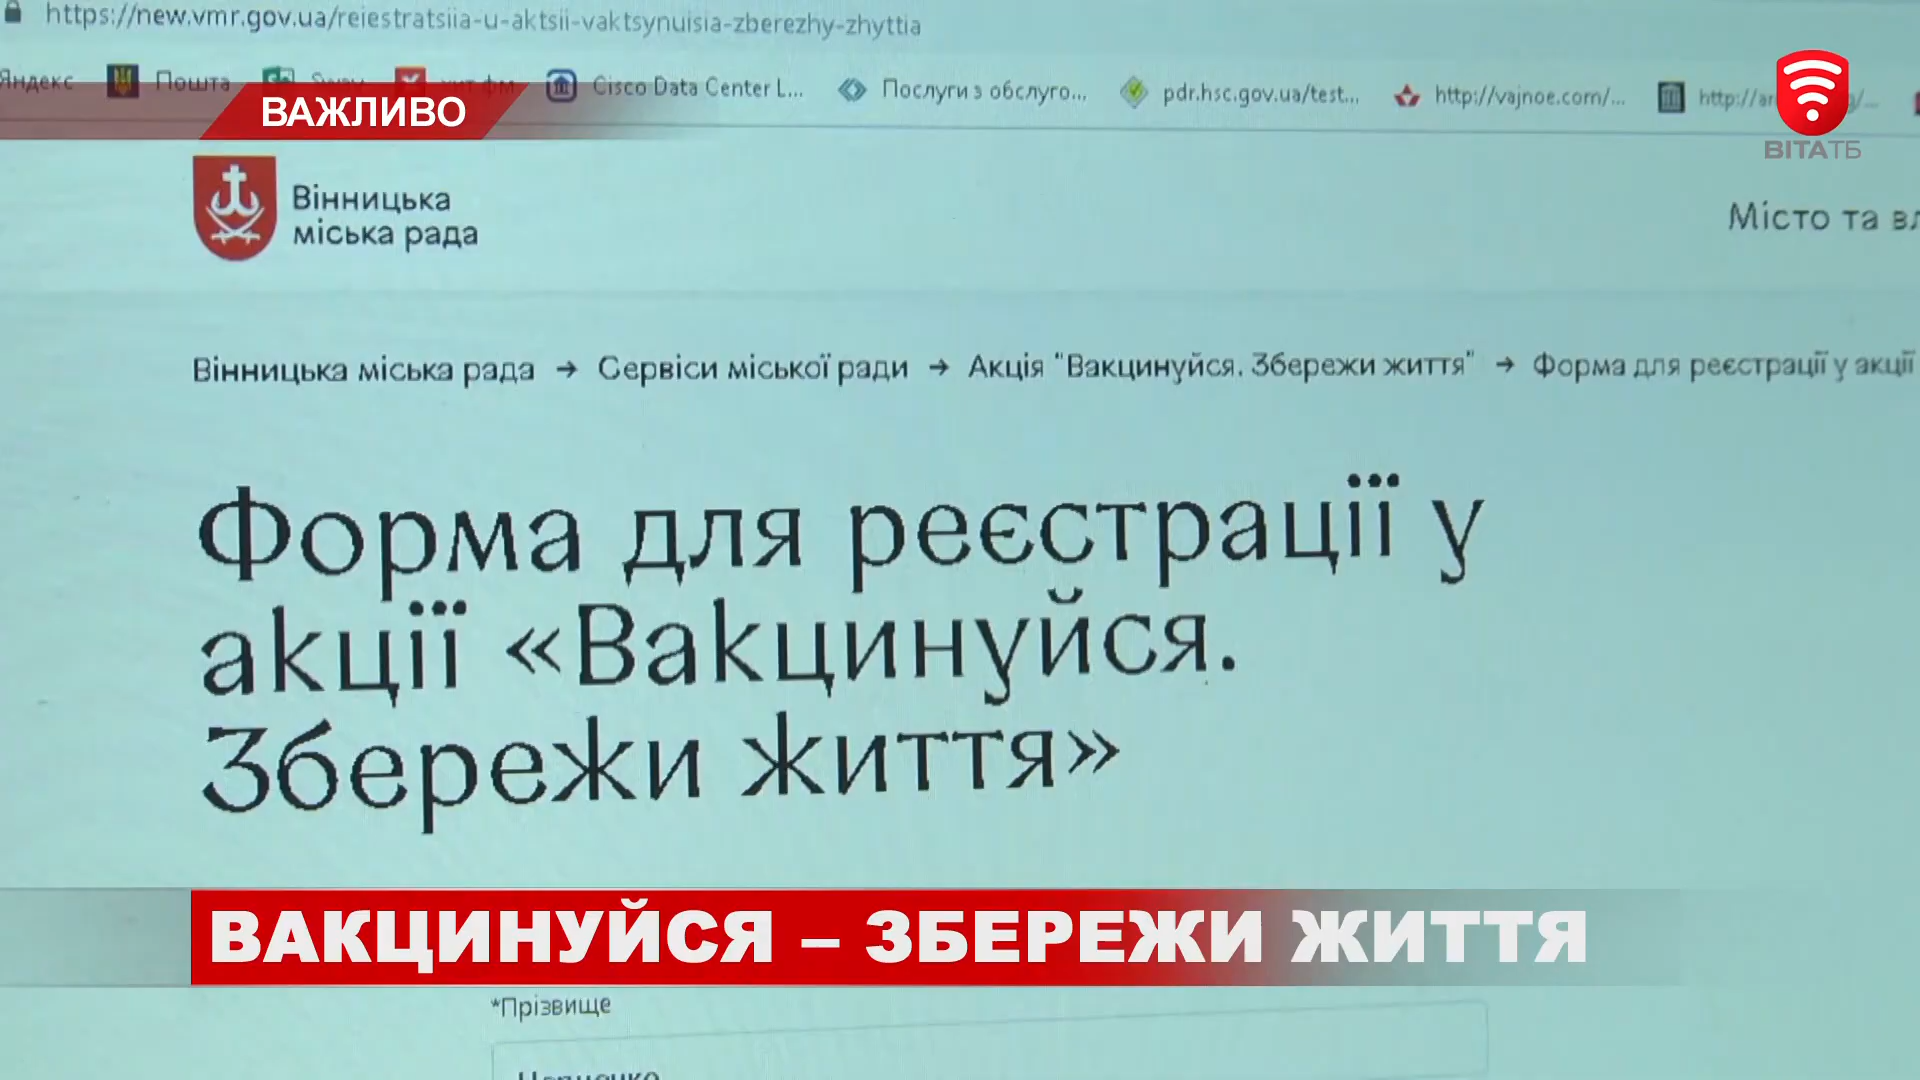 https://new.vmr.gov.ua/reiestratsiia-u-aktsii-vaktsynuisia-zberezhy-zhyttia
Яндекс Пошта Cisco Data Center L... Послуги з обслуго... pdr.hsc.gov.ua/test... http://vajnoe.com/...
ВАЖЛИВО
ВІТАТБ
Вінницька
міська рада
Місто та вл
Вінницька міська рада → Сервіси міської ради → Акція "Вакцинуйся. Збережи життя" → Форма для реєстрації у акції
Форма для реєстрації у
акції «Вакцинуйся.
Збережи життя»
ВАКЦИНУЙСЯ – ЗБЕРЕЖИ ЖИТТЯ
*Прізвище